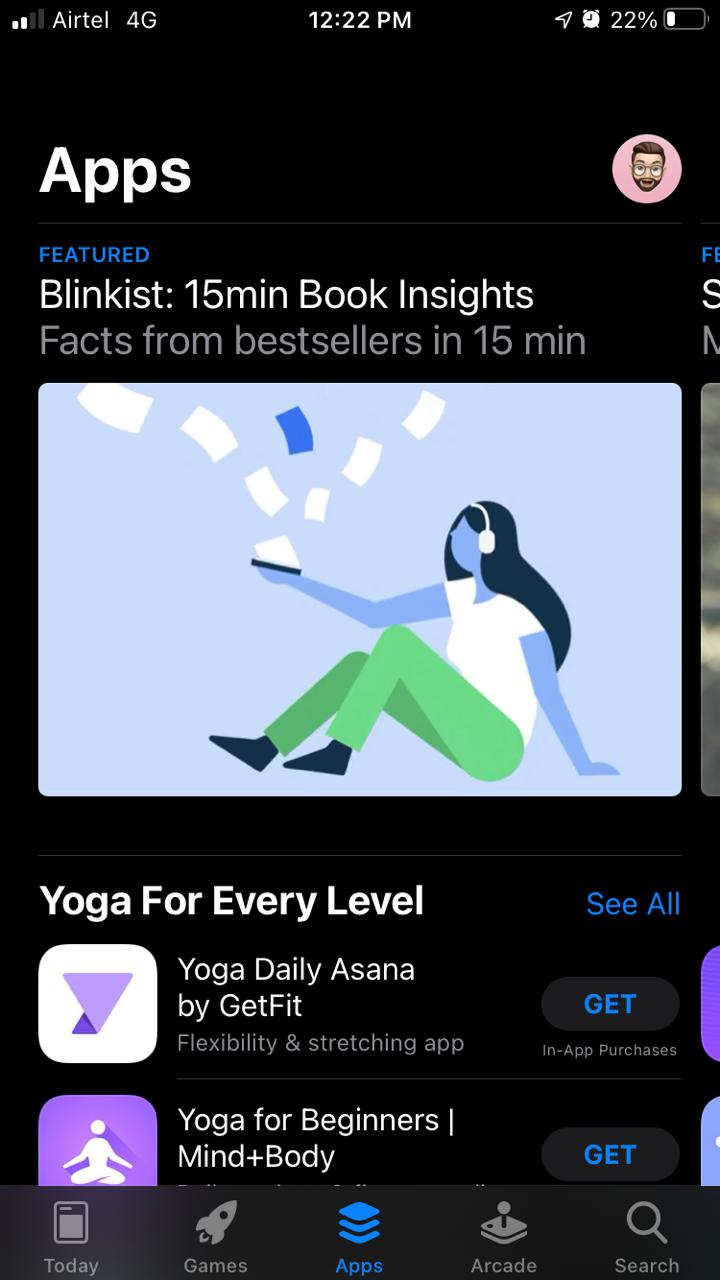 Airtel 4G 12:22 PM 22%
Apps
FEATURED
Blinkist: 15min Book Insights
Facts from bestsellers in 15 min
Yoga For Every Level See All
Yoga Daily Asana
by GetFit
Flexibility & stretching app
GET
In-App Purchases
Yoga for Beginners |
Mind+Body
GET
Today Games Apps Arcade Search